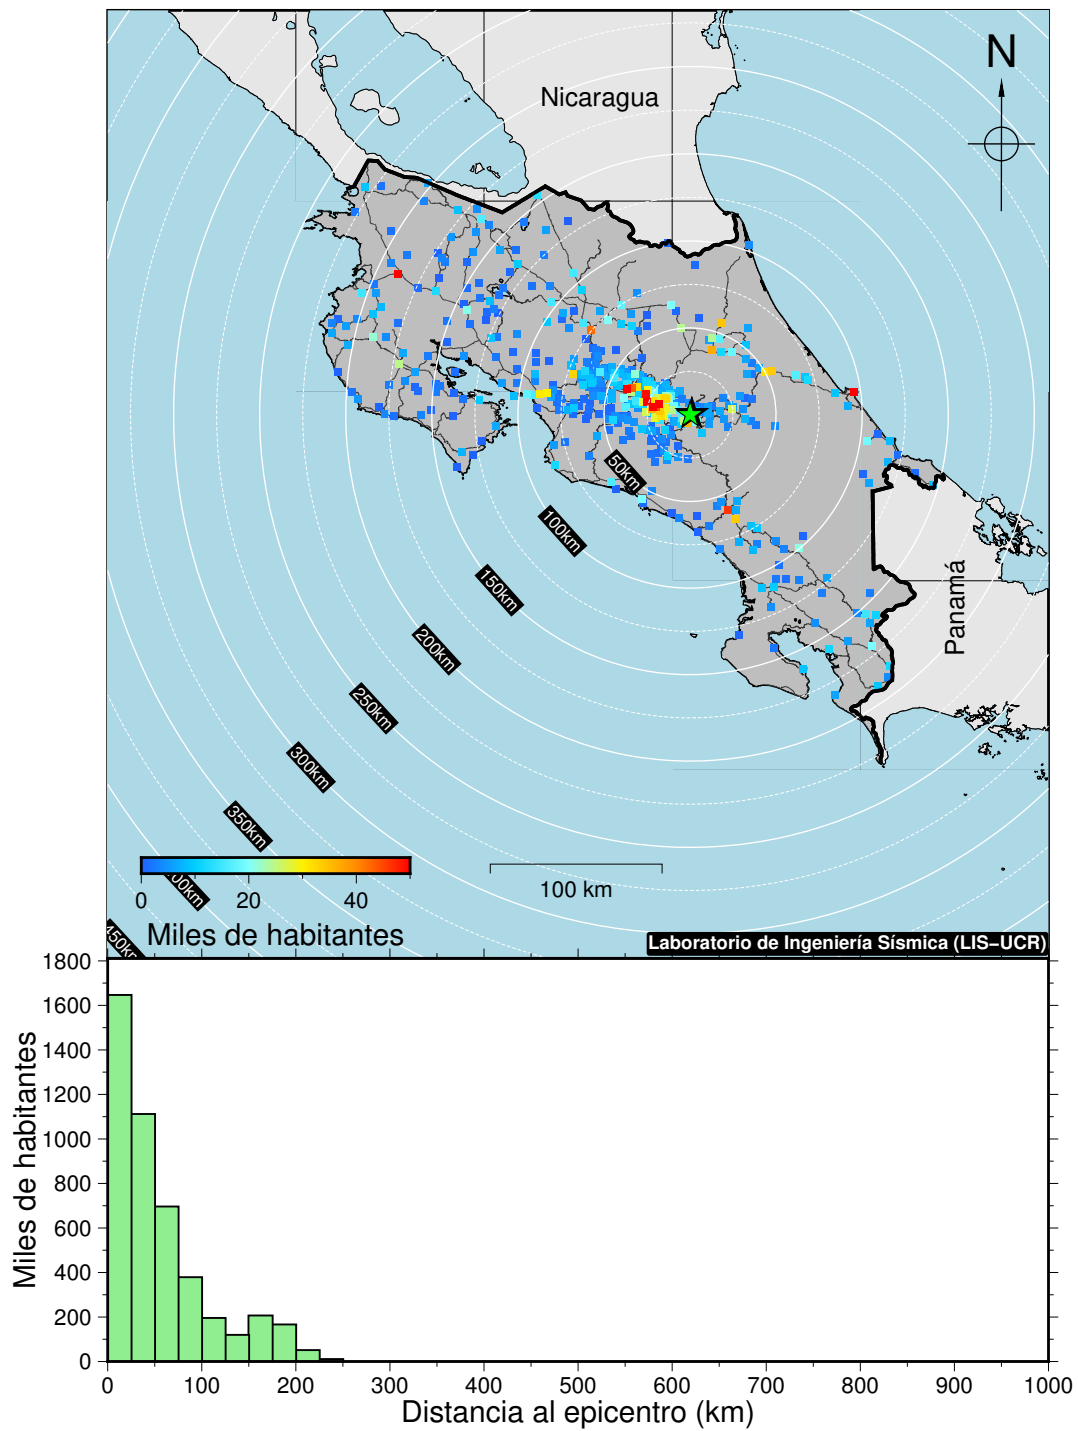 N
Nicaragua
Panamá
50km
100km
150km
200km
250km
300km
350km
450km
0
20
40
Miles de habitantes
100 km
Laboratorio de Ingeniería Sísmica (LIS–UCR)
1800
1600
1400
1200
1000
800
600
400
200
0
Miles de habitantes
0 100 200 300 400 500 600 700 800 900 1000
Distancia al epicentro (km)